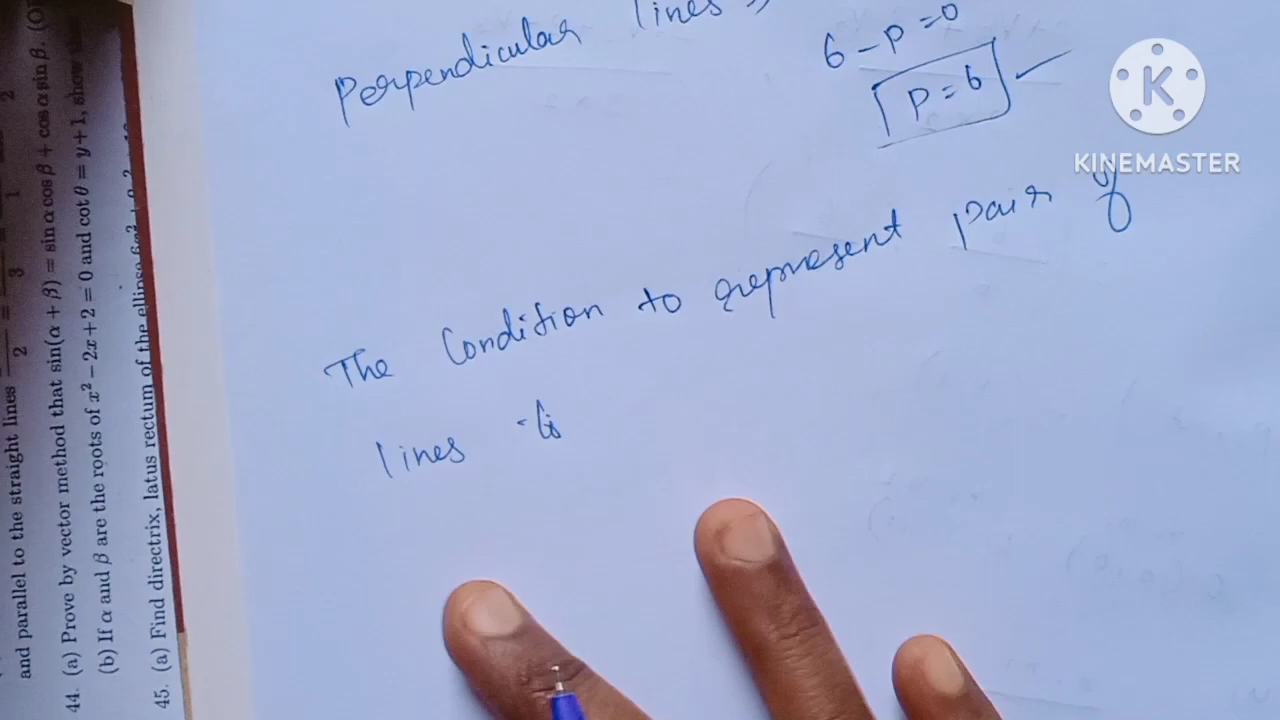 Perpendicular lines
6 - P = 0
P = 6
The Condition to represent pair of
lines is
KINEMASTER
and parallel to the straight lines
44. (a) Prove by vector method that sin(α + β) = sin α cos β + cos α sin β.
(b) If α and β are the roots of x² − 2x + 2 = 0 and cot θ = y + 1, show
45. (a) Find directrix, latus rectum of the ellipse